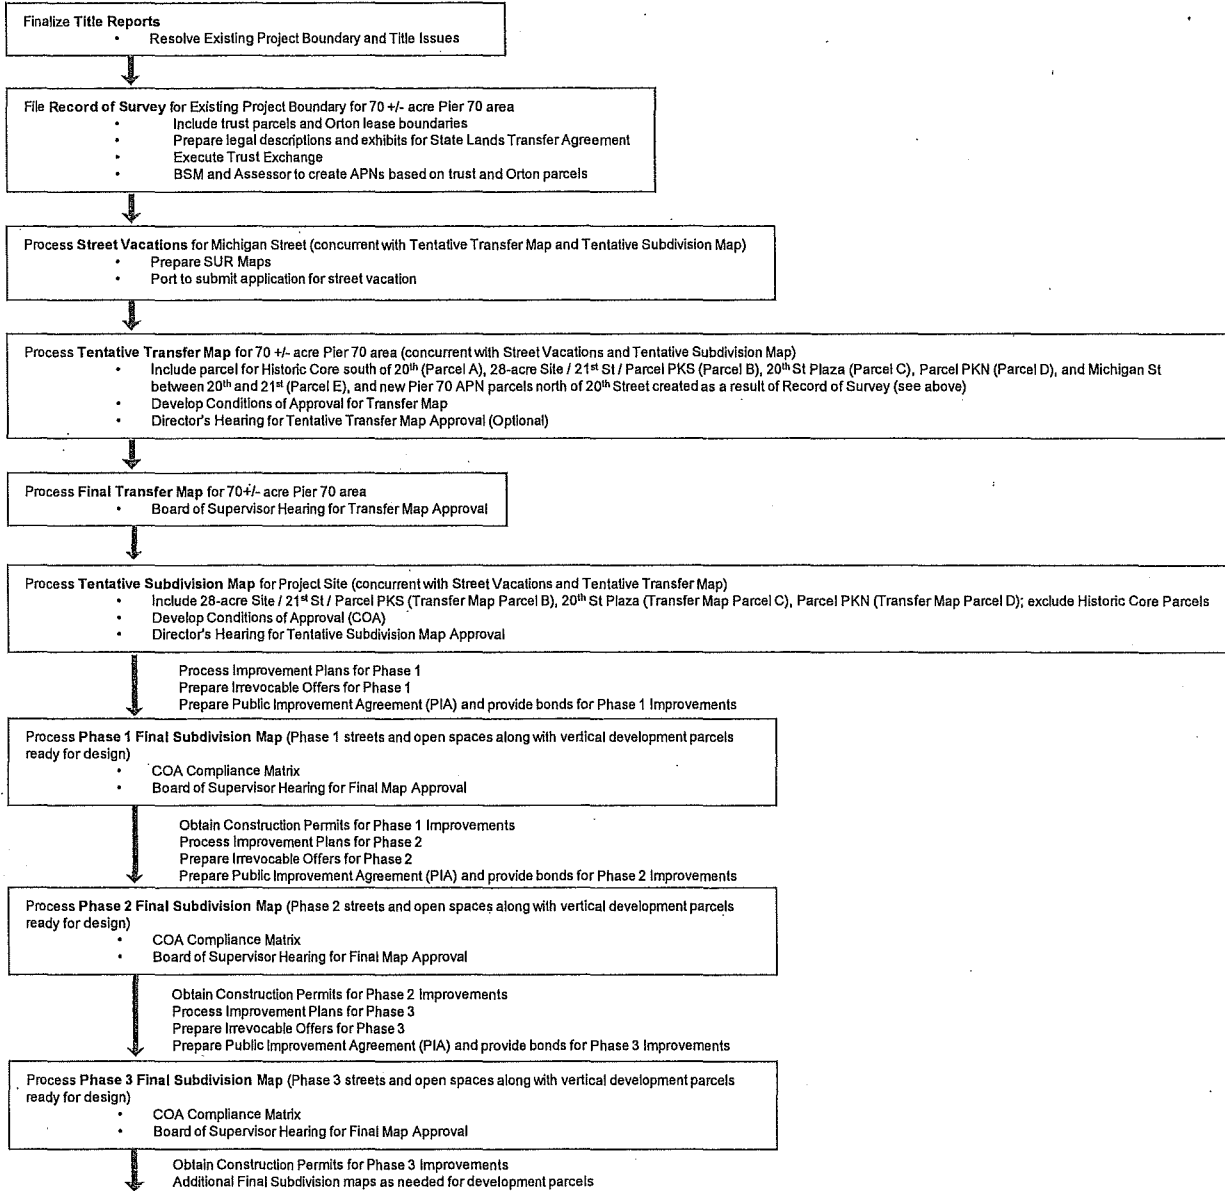 Finalize Title Reports
• Resolve Existing Project Boundary and Title Issues
File Record of Survey for Existing Project Boundary for 70 +/- acre Pier 70 area
• Include trust parcels and Orton lease boundaries
• Prepare legal descriptions and exhibits for State Lands Transfer Agreement
• Execute Trust Exchange
• BSM and Assessor to create APNs based on trust and Orton parcels
Process Street Vacations for Michigan Street (concurrent with Tentative Transfer Map and Tentative Subdivision Map)
• Prepare SUR Maps
• Port to submit application for street vacation
Process Tentative Transfer Map for 70 +/- acre Pier 70 area (concurrent with Street Vacations and Tentative Subdivision Map)
• Include parcel for Historic Core south of 20th (Parcel A), 28-acre Site / 21st St / Parcel PKS (Parcel B), 20th St Plaza (Parcel C), Parcel PKN (Parcel D), and Michigan St
between 20th and 21st (Parcel E), and new Pier 70 APN parcels north of 20th Street created as a result of Record of Survey (see above)
• Develop Conditions of Approval for Transfer Map
• Director's Hearing for Tentative Transfer Map Approval (Optional)
Process Final Transfer Map for 70+/- acre Pier 70 area
• Board of Supervisor Hearing for Transfer Map Approval
Process Tentative Subdivision Map for Project Site (concurrent with Street Vacations and Tentative Transfer Map)
• Include 28-acre Site / 21st St / Parcel PKS (Transfer Map Parcel B), 20th St Plaza (Transfer Map Parcel C), Parcel PKN (Transfer Map Parcel D); exclude Historic Core Parcels
• Develop Conditions of Approval (COA)
• Director's Hearing for Tentative Subdivision Map Approval
Process Improvement Plans for Phase 1
Prepare Irrevocable Offers for Phase 1
Prepare Public Improvement Agreement (PIA) and provide bonds for Phase 1 Improvements
Process Phase 1 Final Subdivision Map (Phase 1 streets and open spaces along with vertical development parcels
ready for design)
• COA Compliance Matrix
• Board of Supervisor Hearing for Final Map Approval
Obtain Construction Permits for Phase 1 Improvements
Process Improvement Plans for Phase 2
Prepare Irrevocable Offers for Phase 2
Prepare Public Improvement Agreement (PIA) and provide bonds for Phase 2 Improvements
Process Phase 2 Final Subdivision Map (Phase 2 streets and open spaces along with vertical development parcels
ready for design)
• COA Compliance Matrix
• Board of Supervisor Hearing for Final Map Approval
Obtain Construction Permits for Phase 2 Improvements
Process Improvement Plans for Phase 3
Prepare Irrevocable Offers for Phase 3
Prepare Public Improvement Agreement (PIA) and provide bonds for Phase 3 Improvements
Process Phase 3 Final Subdivision Map (Phase 3 streets and open spaces along with vertical development parcels
ready for design)
• COA Compliance Matrix
• Board of Supervisor Hearing for Final Map Approval
Obtain Construction Permits for Phase 3 Improvements
Additional Final Subdivision maps as needed for development parcels